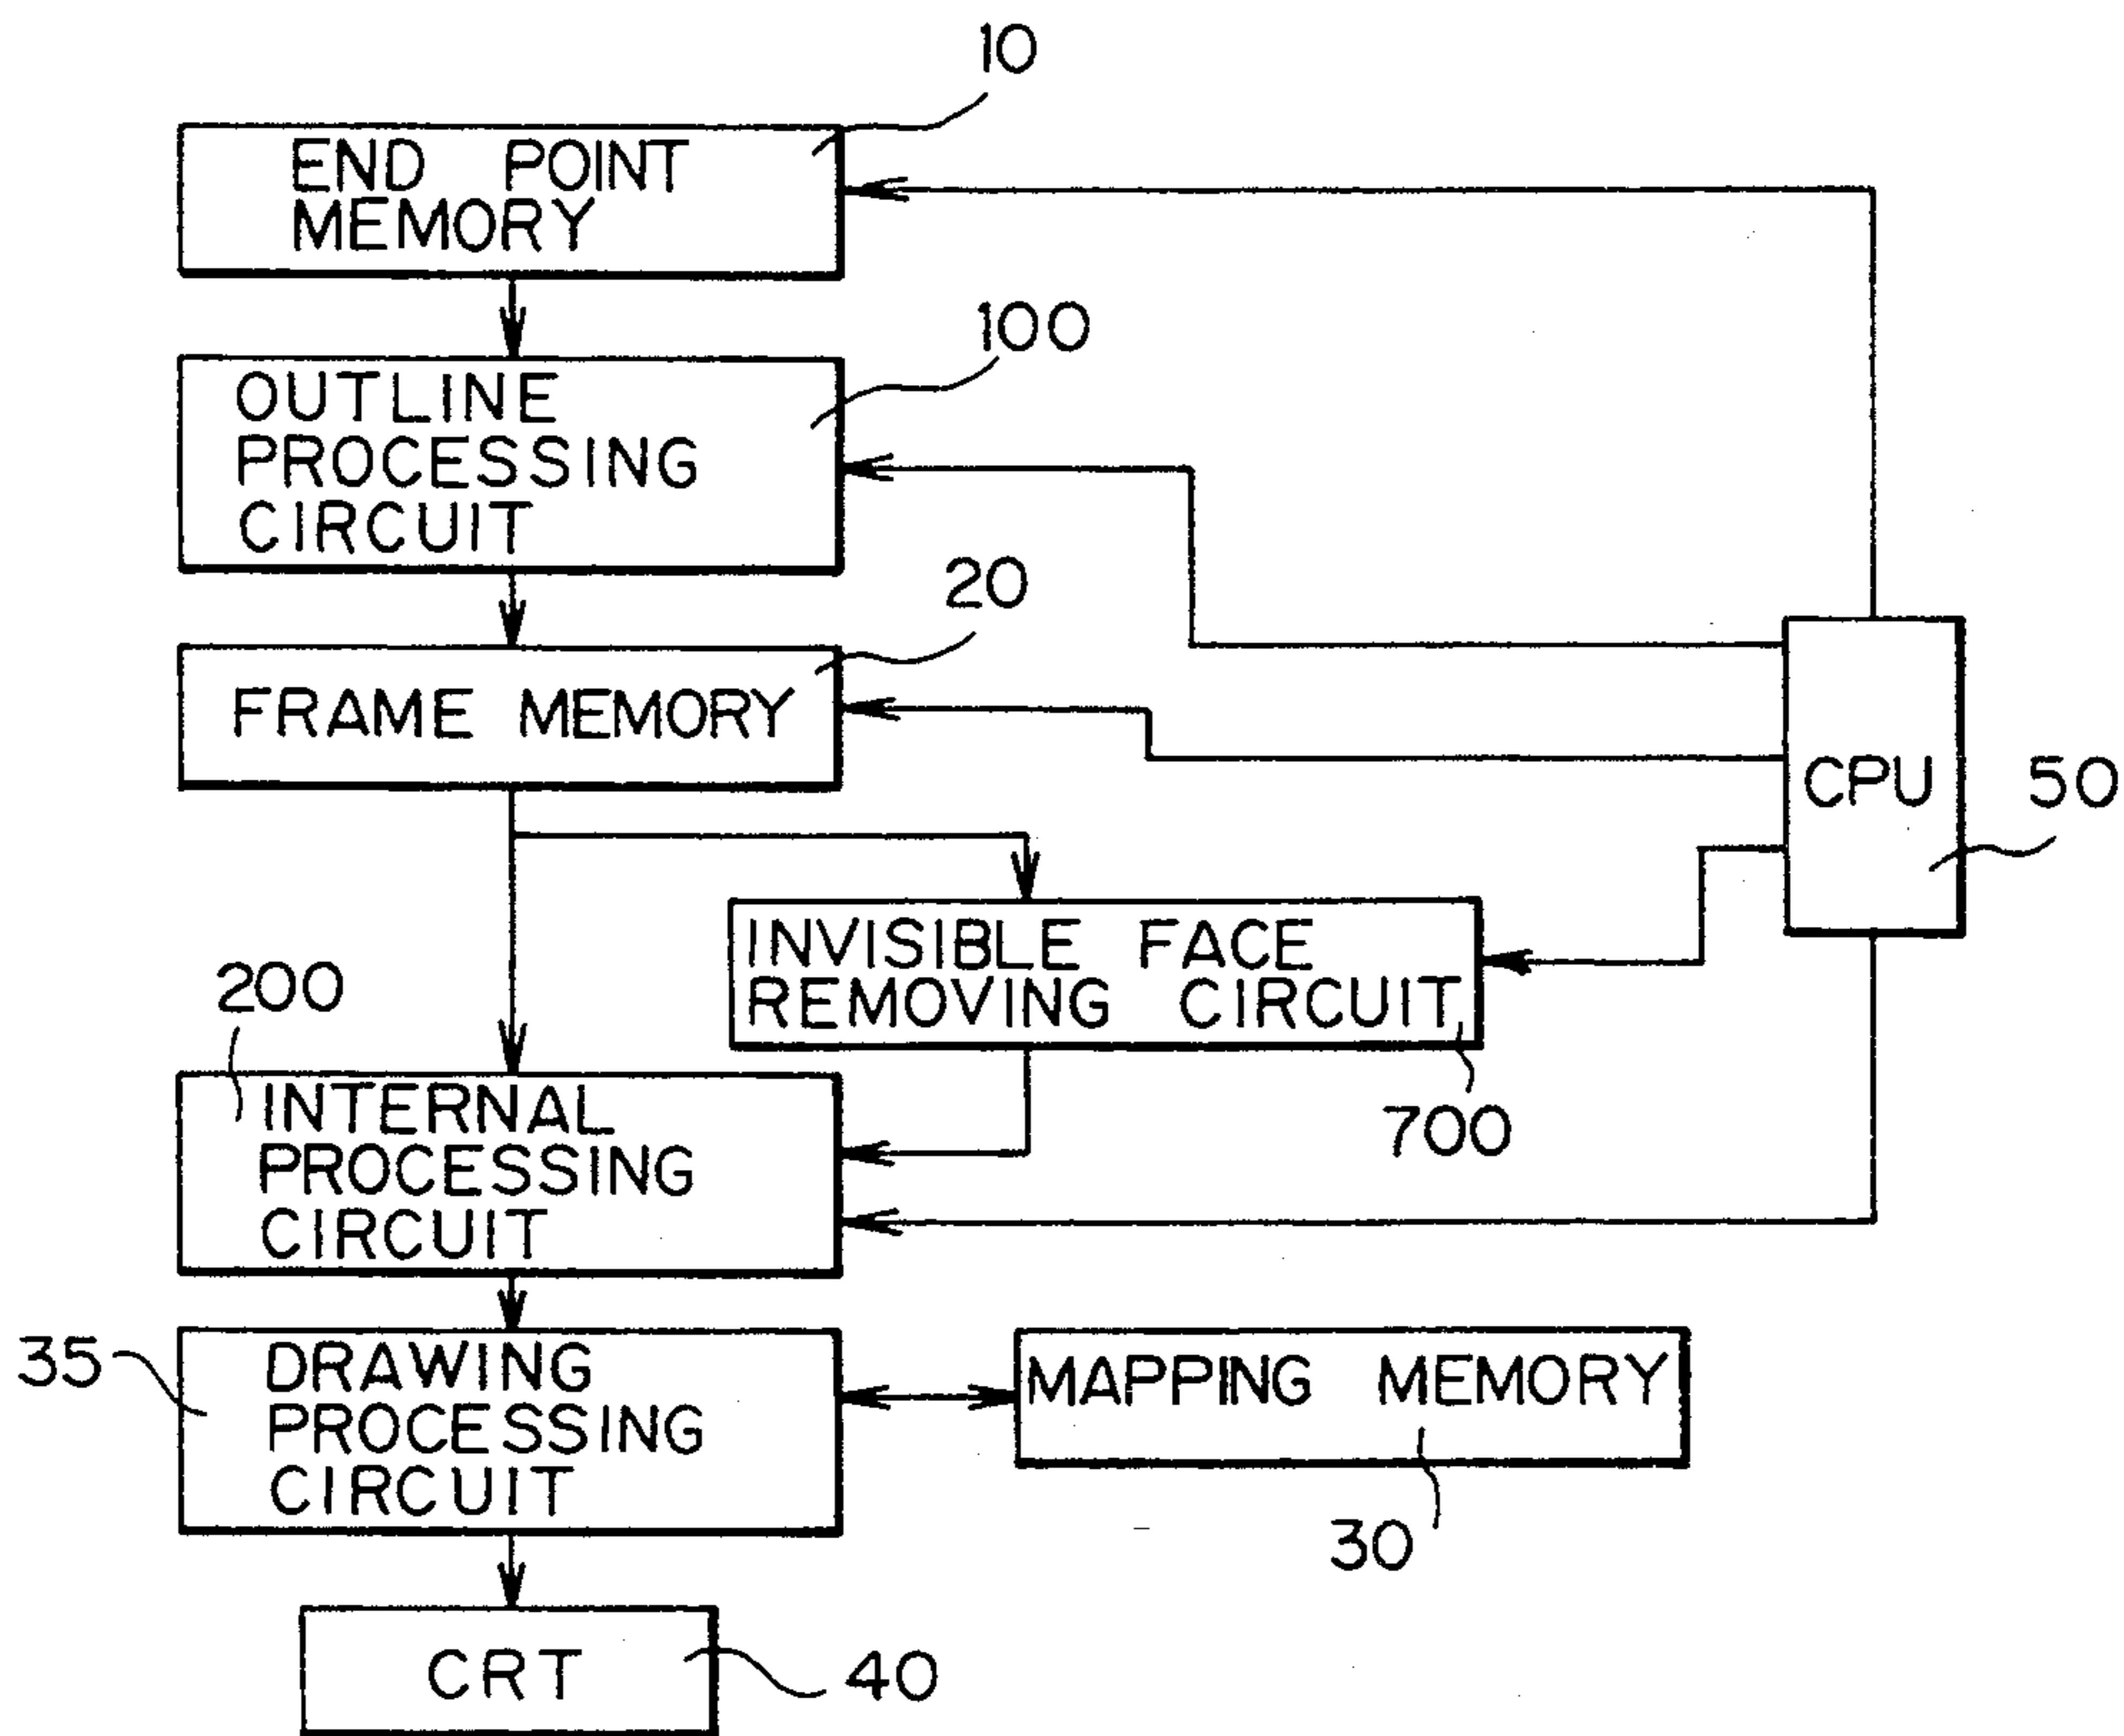 10
END POINT
MEMORY
100
OUTLINE
PROCESSING
CIRCUIT
20
FRAME MEMORY
CPU
50
INVISIBLE FACE
REMOVING CIRCUIT
700
200
INTERNAL
PROCESSING
CIRCUIT
35
DRAWING
PROCESSING
CIRCUIT
MAPPING MEMORY
30
CRT
40